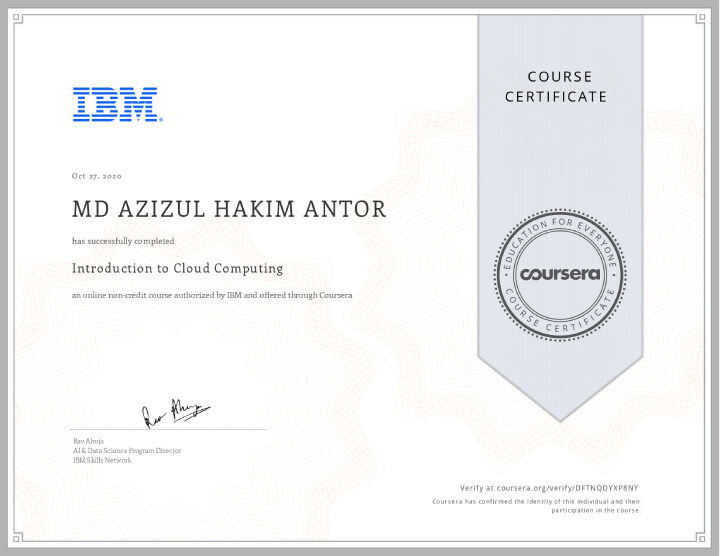 COURSE
CERTIFICATE
IBM
Oct 27, 2020
MD AZIZUL HAKIM ANTOR
has successfully completed
Introduction to Cloud Computing
an online non-credit course authorized by IBM and offered through Coursera
EDUCATION FOR EVERYONE
coursera
COURSE CERTIFICATE
Rav Ahuja
Rav Ahuja
AI & Data Science Program Director
IBM Skills Network
Verify at coursera.org/verify/DFTNQDYXP8NY
Coursera has confirmed the identity of this individual and their
participation in the course.